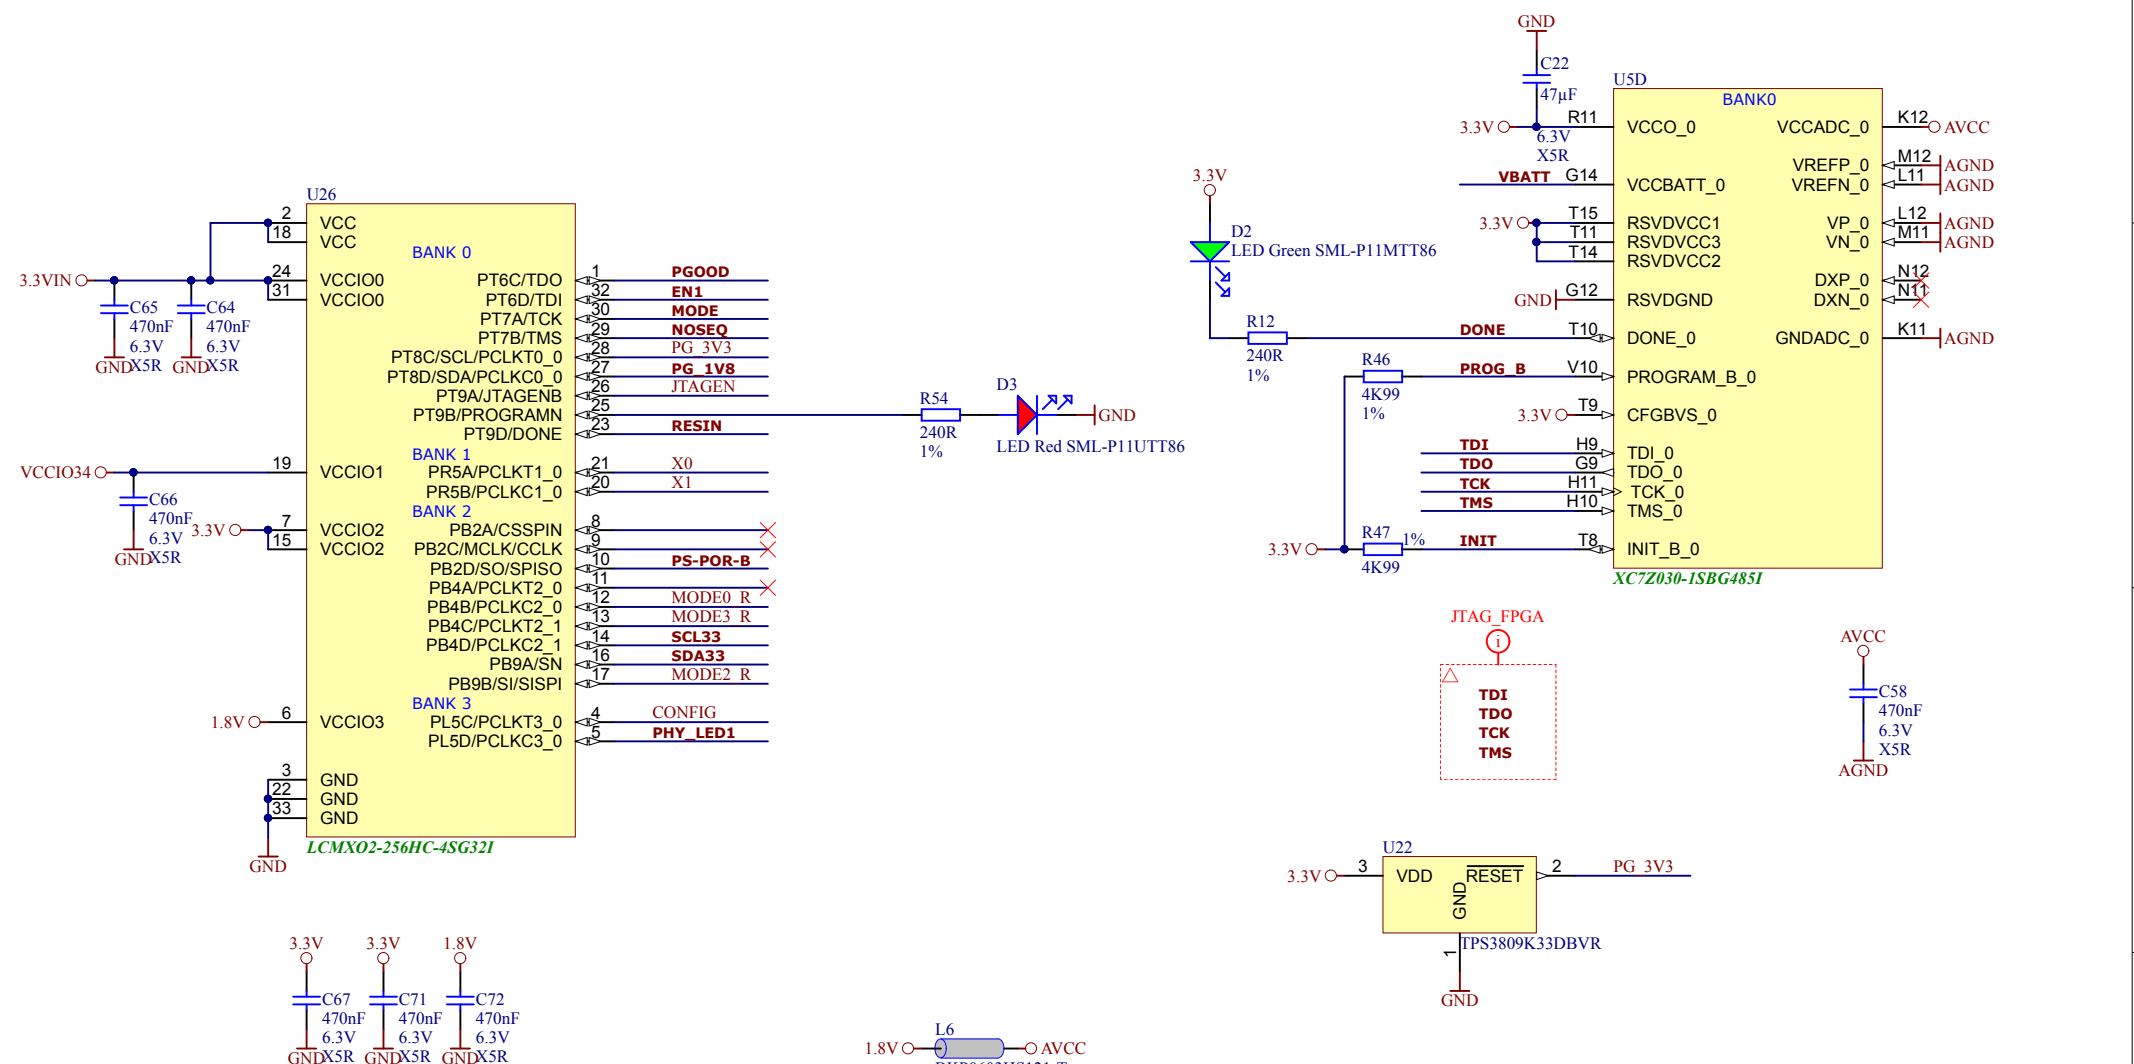 U26
2
VCC
18
VCC
BANK 0
3.3VIN
24
VCCIO0
31
VCCIO0
C65
470nF
6.3V
X5R
GND
C64
470nF
6.3V
X5R
GND
PT6C/TDO
1
PGOOD
PT6D/TDI
32
EN1
PT7A/TCK
30
MODE
PT7B/TMS
29
NOSEQ
PT8C/SCL/PCLKT0_0
28
PG_3V3
PT8D/SDA/PCLKC0_0
27
PG_1V8
PT9A/JTAGENB
26
JTAGEN
PT9B/PROGRAMN
25
PT9D/DONE
23
RESIN
R54
240R
1%
D3
LED Red SML-P11UTT86
GND
BANK 1
VCCIO34
19
VCCIO1
C66
470nF
6.3V
X5R
GND
PR5A/PCLKT1_0
21
X0
PR5B/PCLKC1_0
20
X1
BANK 2
3.3V
7
VCCIO2
15
VCCIO2
PB2A/CSSPIN
8
PB2C/MCLK/CCLK
9
PB2D/SO/SPISO
10
PS-POR-B
PB4A/PCLKT2_0
11
PB4B/PCLKC2_0
12
MODE0_R
PB4C/PCLKT2_1
13
MODE3_R
PB4D/PCLKC2_1
14
SCL33
PB9A/SN
16
SDA33
PB9B/SI/SISPI
17
MODE2_R
BANK 3
1.8V
6
VCCIO3
PL5C/PCLKT3_0
4
CONFIG
PL5D/PCLKC3_0
5
PHY_LED1
3
GND
22
GND
33
GND
GND
LCMXO2-256HC-4SG32I
3.3V
C67
470nF
6.3V
X5R
GND
3.3V
C71
470nF
6.3V
X5R
GND
1.8V
C72
470nF
6.3V
X5R
GND
1.8V
L6
AVCC
GND
C22
47µF
6.3V
X5R
3.3V
R11
VCCO_0
U5D
BANK0
VBATT
G14
VCCBATT_0
3.3V
T15
RSVDVCC1
T11
RSVDVCC3
T14
RSVDVCC2
GND
G12
RSVDGND
3.3V
D2
LED Green SML-P11MTT86
R12
240R
1%
DONE
T10
DONE_0
R46
4K99
1%
PROG_B
V10
PROGRAM_B_0
3.3V
T9
CFGBVS_0
TDI
H9
TDI_0
TDO
G9
TDO_0
TCK
H11
TCK_0
TMS
H10
TMS_0
3.3V
R47
1%
4K99
INIT
T8
INIT_B_0
XC7Z030-1SBG485I
VCCADC_0
K12
AVCC
VREFP_0
M12
AGND
VREFN_0
L11
AGND
VP_0
L12
AGND
VN_0
M11
AGND
DXP_0
N12
DXN_0
N11
GNDADC_0
K11
AGND
JTAG_FPGA
i
TDI
TDO
TCK
TMS
AVCC
C58
470nF
6.3V
X5R
AGND
U22
3.3V
3
VDD
RESET
2
PG_3V3
GND
1
GND
TPS3809K33DBVR